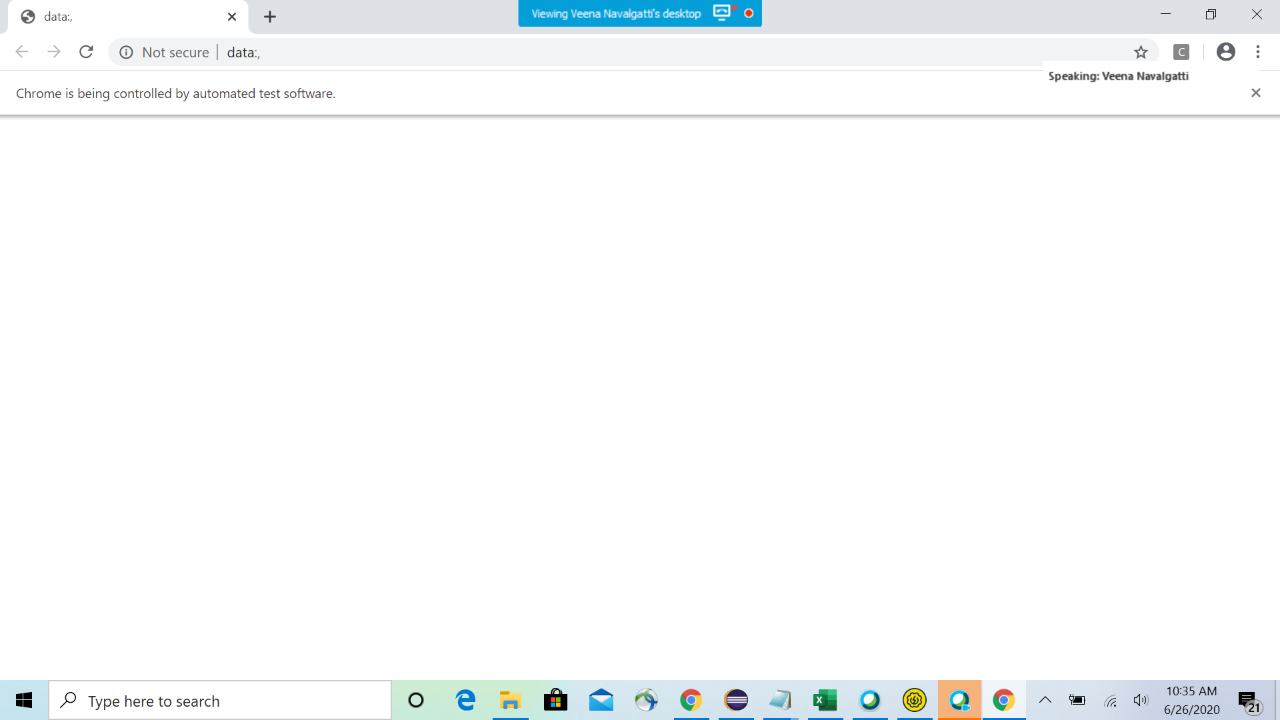 data:,
Viewing Veena Navalgatti's desktop
Not secure
data:,
C
Speaking: Veena Navalgatti
Chrome is being controlled by automated test software.
Type here to search
10:35 AM
6/26/2020
21